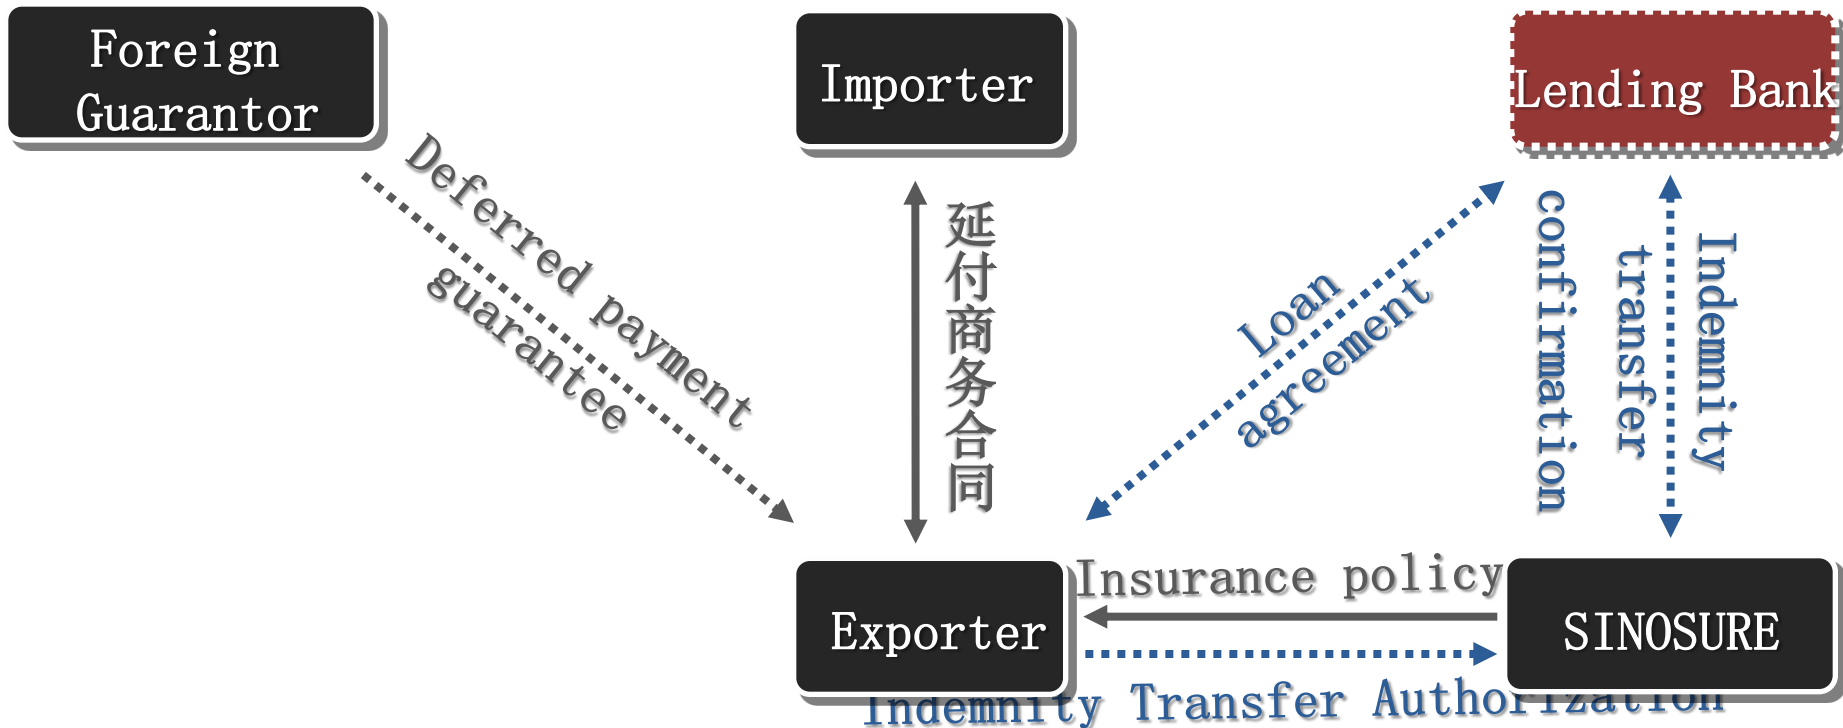 Foreign
Guarantor
Importer
Lending Bank
Deferred payment
guarantee
延付商务合同
Loan
agreement
Indemnity
transfer
confirmation
Insurance policy
Exporter
SINOSURE
Indemnity Transfer Authorization